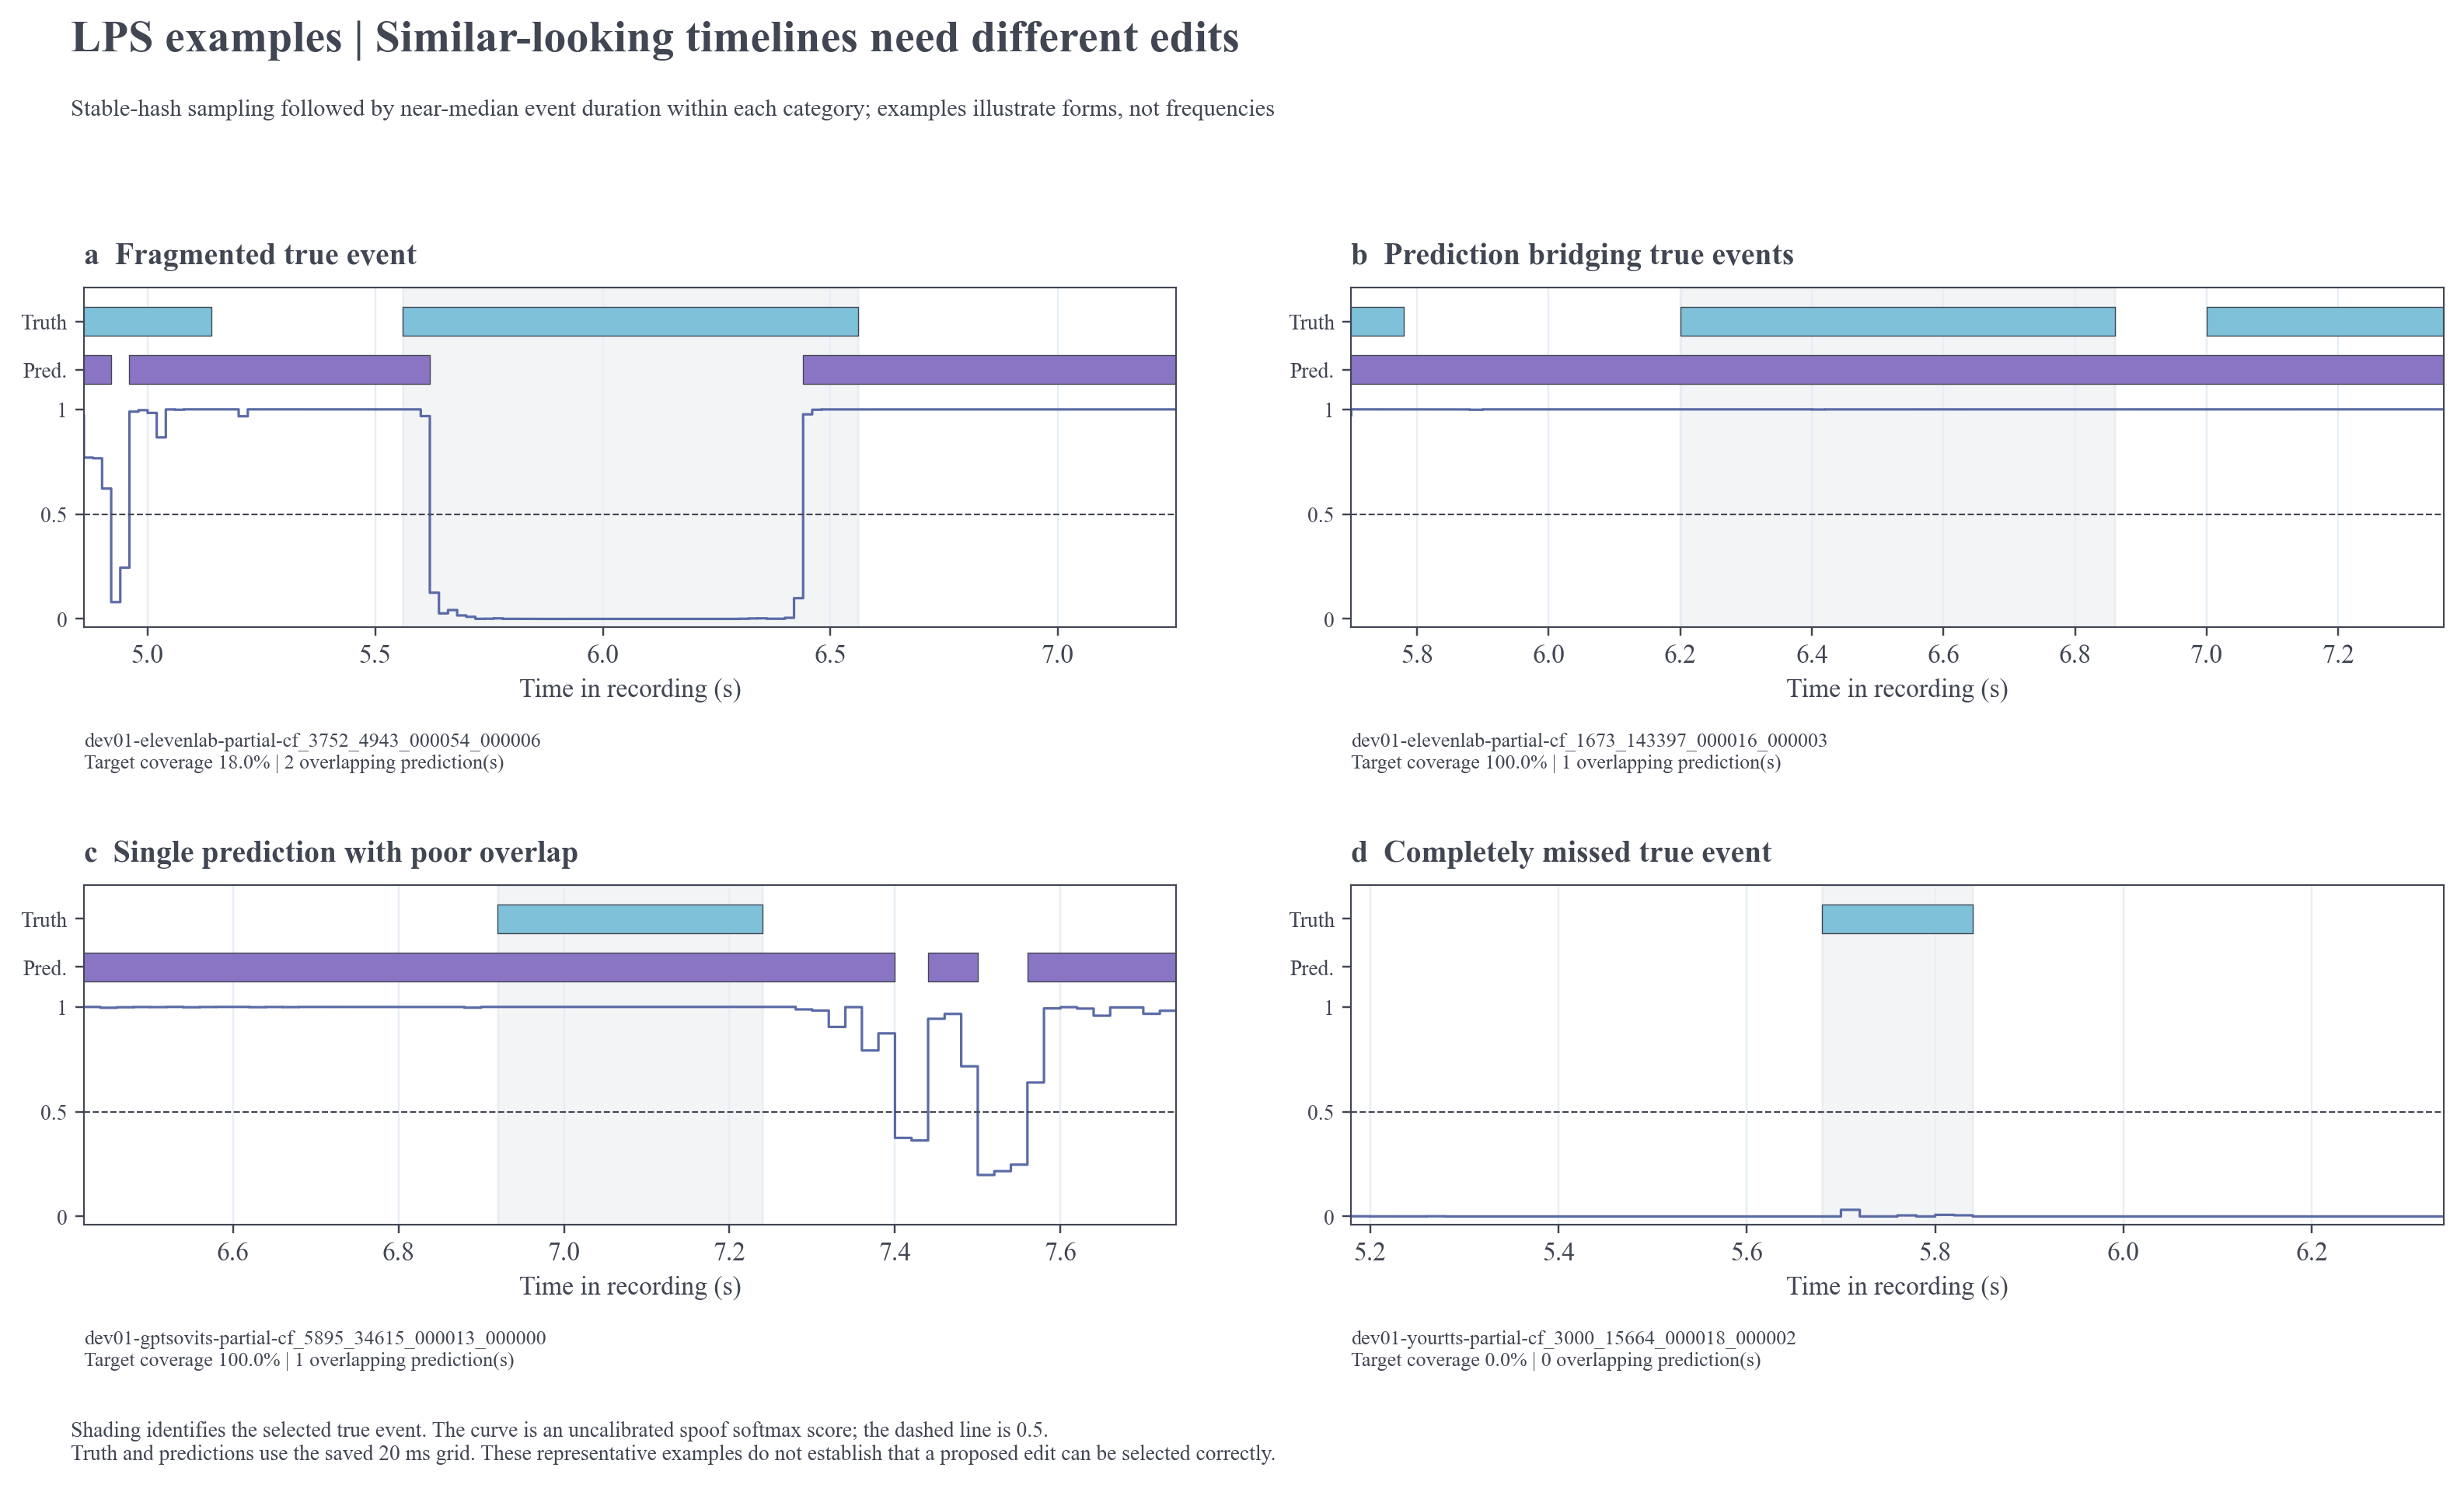 LPS examples | Similar-looking timelines need different edits
Stable-hash sampling followed by near-median event duration within each category; examples illustrate forms, not frequencies
a Fragmented true event
Truth
Pred.
1
0.5
0
5.0 5.5 6.0 6.5 7.0
Time in recording (s)
dev01-elevenlab-partial-cf_3752_4943_000054_000006
Target coverage 18.0% | 2 overlapping prediction(s)
b Prediction bridging true events
Truth
Pred.
1
0.5
0
5.8 6.0 6.2 6.4 6.6 6.8 7.0 7.2
Time in recording (s)
dev01-elevenlab-partial-cf_1673_143397_000016_000003
Target coverage 100.0% | 1 overlapping prediction(s)
c Single prediction with poor overlap
Truth
Pred.
1
0.5
0
6.6 6.8 7.0 7.2 7.4 7.6
Time in recording (s)
dev01-gptsovits-partial-cf_5895_34615_000013_000000
Target coverage 100.0% | 1 overlapping prediction(s)
d Completely missed true event
Truth
Pred.
1
0.5
0
5.2 5.4 5.6 5.8 6.0 6.2
Time in recording (s)
dev01-yourtts-partial-cf_3000_15664_000018_000002
Target coverage 0.0% | 0 overlapping prediction(s)
Shading identifies the selected true event. The curve is an uncalibrated spoof softmax score; the dashed line is 0.5.
Truth and predictions use the saved 20 ms grid. These representative examples do not establish that a proposed edit can be selected correctly.